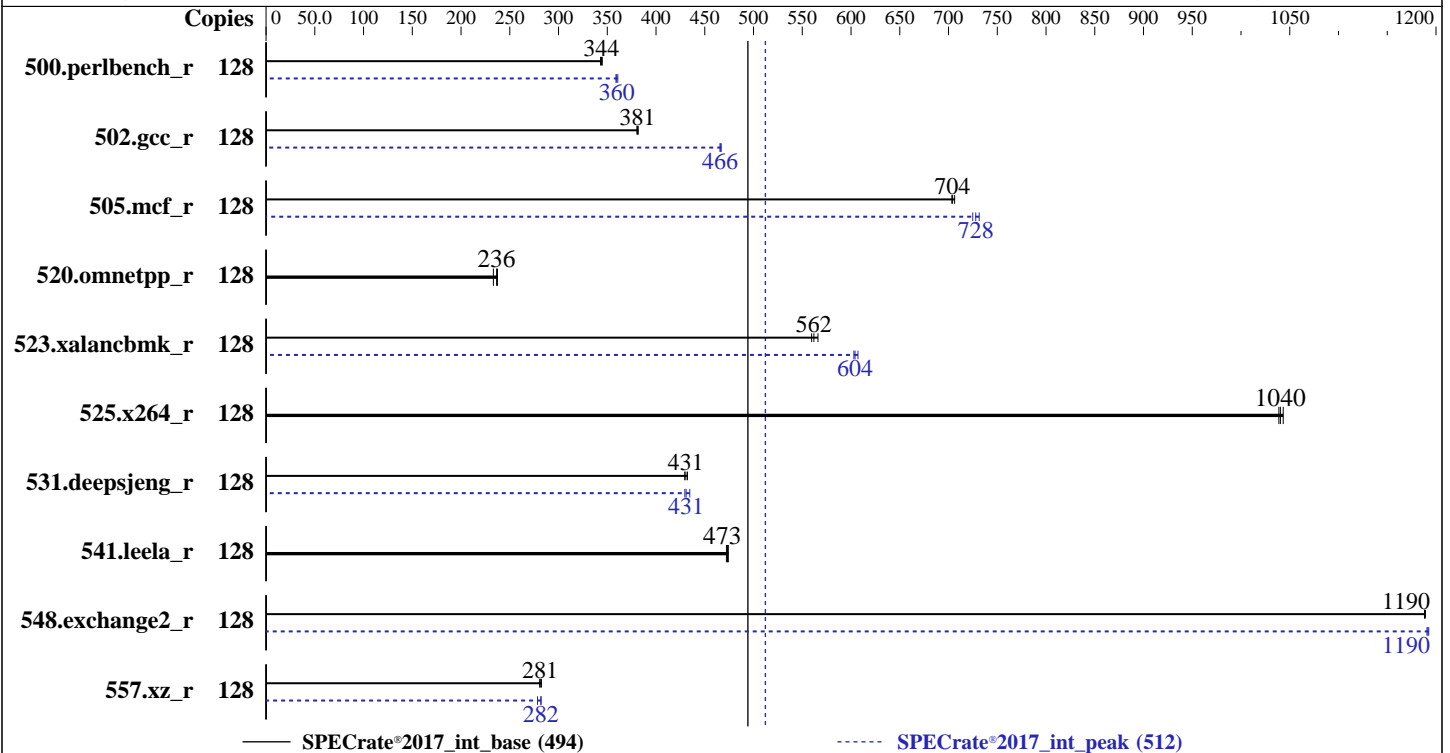 Copies 0 50.0 100 150 200 250 300 350 400 450 500 550 600 650 700 750 800 850 900 950 1050 1200
344
500.perlbench_r 128
360
381
502.gcc_r 128
466
704
505.mcf_r 128
728
236
520.omnetpp_r 128
562
523.xalancbmk_r 128
604
1040
525.x264_r 128
431
531.deepsjeng_r 128
431
473
541.leela_r 128
1190
548.exchange2_r 128
1190
281
557.xz_r 128
282
SPECrate®2017_int_base (494) SPECrate®2017_int_peak (512)